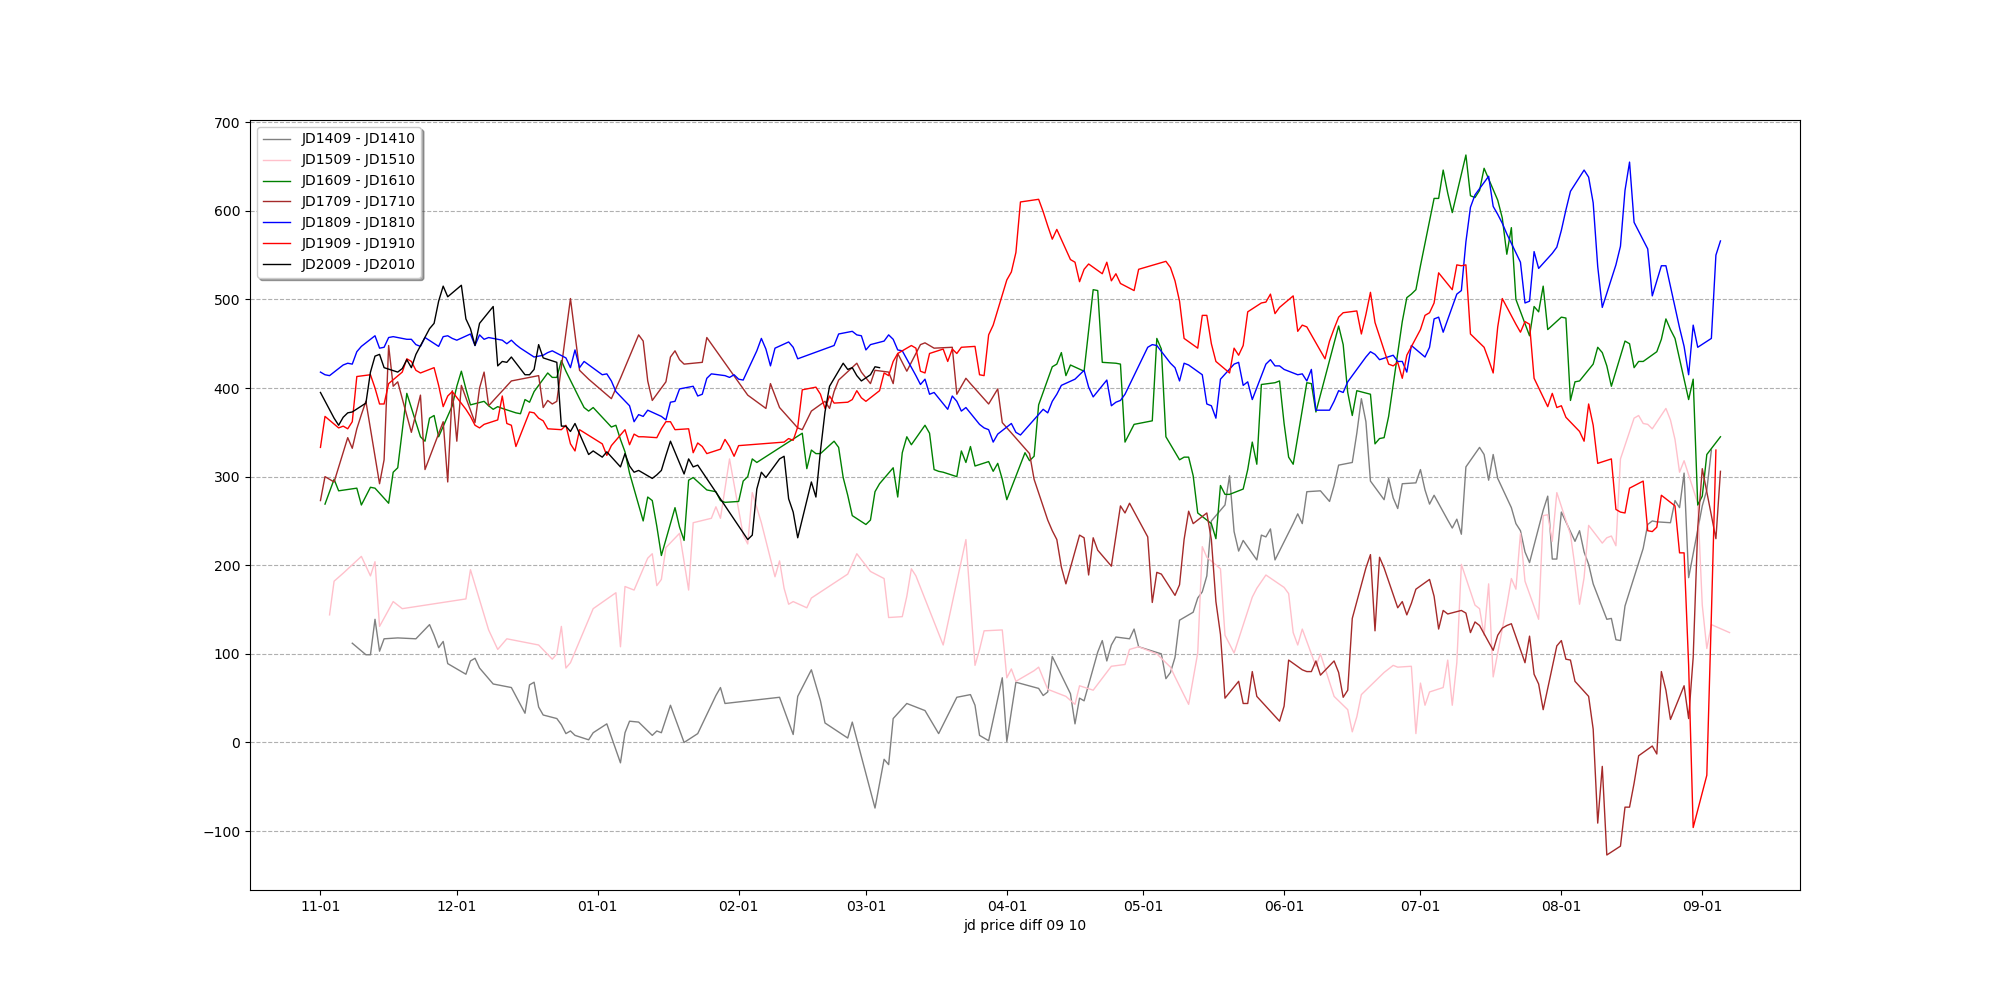 700
600
500
400
300
200
100
0
−100
JD1409 - JD1410
JD1509 - JD1510
JD1609 - JD1610
JD1709 - JD1710
JD1809 - JD1810
JD1909 - JD1910
JD2009 - JD2010
11-01 12-01 01-01 02-01 03-01 04-01 05-01 06-01 07-01 08-01 09-01
jd price diff 09 10